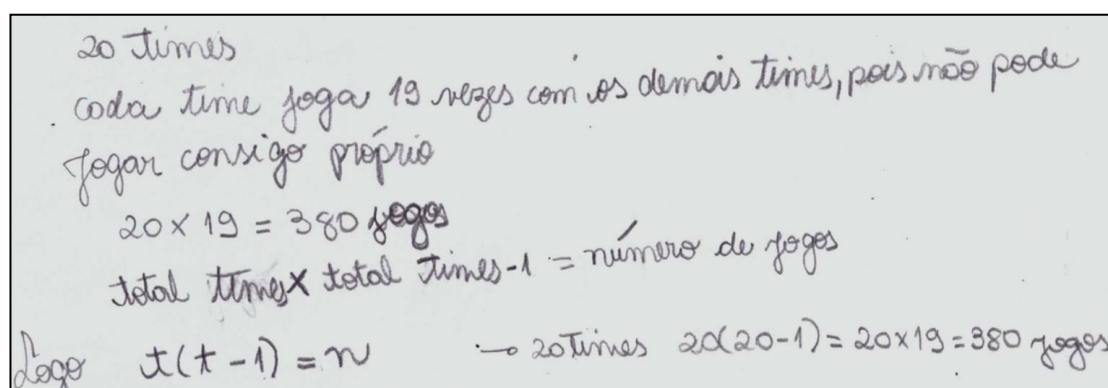 20 times
cada time joga 19 vezes com os demais times, pois não pode
jogar consigo próprio
20 x 19 = 380 jogos
total times x total times - 1 = número de jogos
Logo t(t - 1) = n → 20 times 20(20-1) = 20 x 19 = 380 jogos